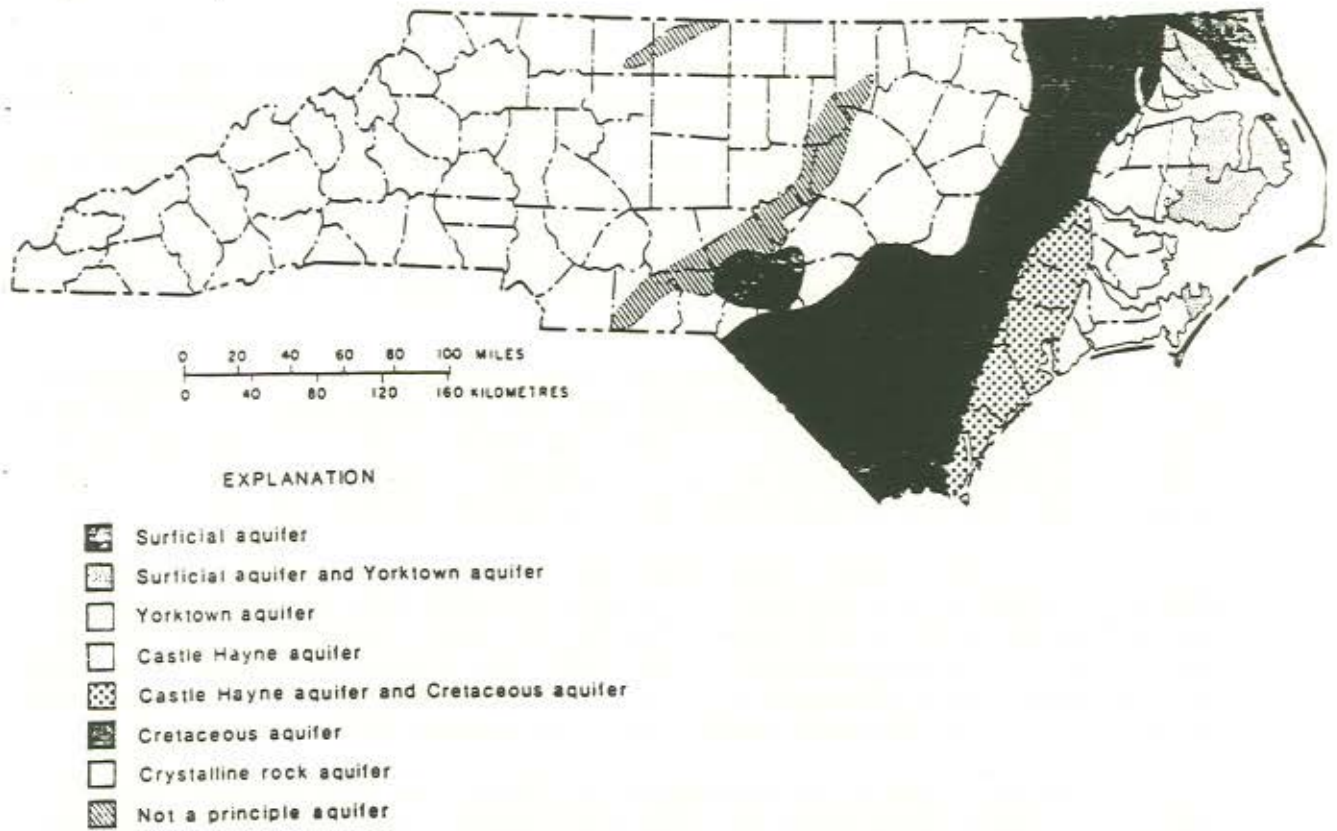 0 20 40 60 80 100 MILES
0 40 80 120 160 KILOMETRES
EXPLANATION
Surficial aquifer
Surficial aquifer and Yorktown aquifer
Yorktown aquifer
Castle Hayne aquifer
Castle Hayne aquifer and Cretaceous aquifer
Cretaceous aquifer
Crystalline rock aquifer
Not a principle aquifer